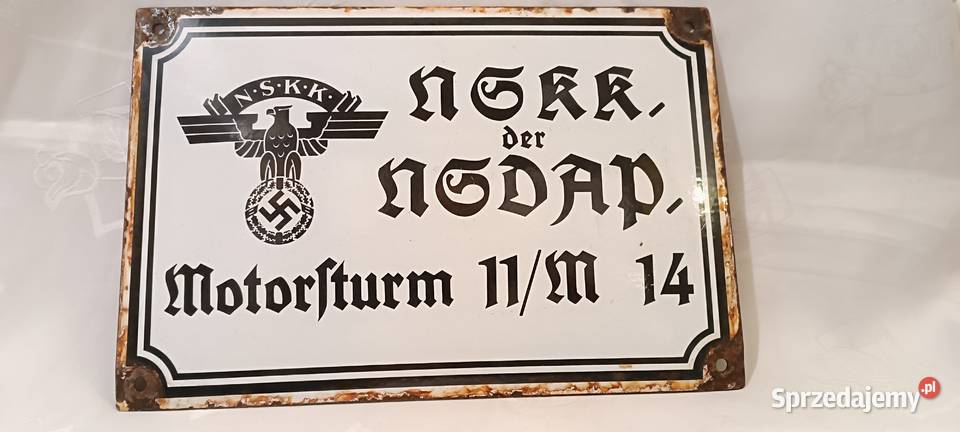 N·S·K·K·
NSKK.
der
NSDAP.
Motorſturm 11/M 14
Sprzedajemy.pl